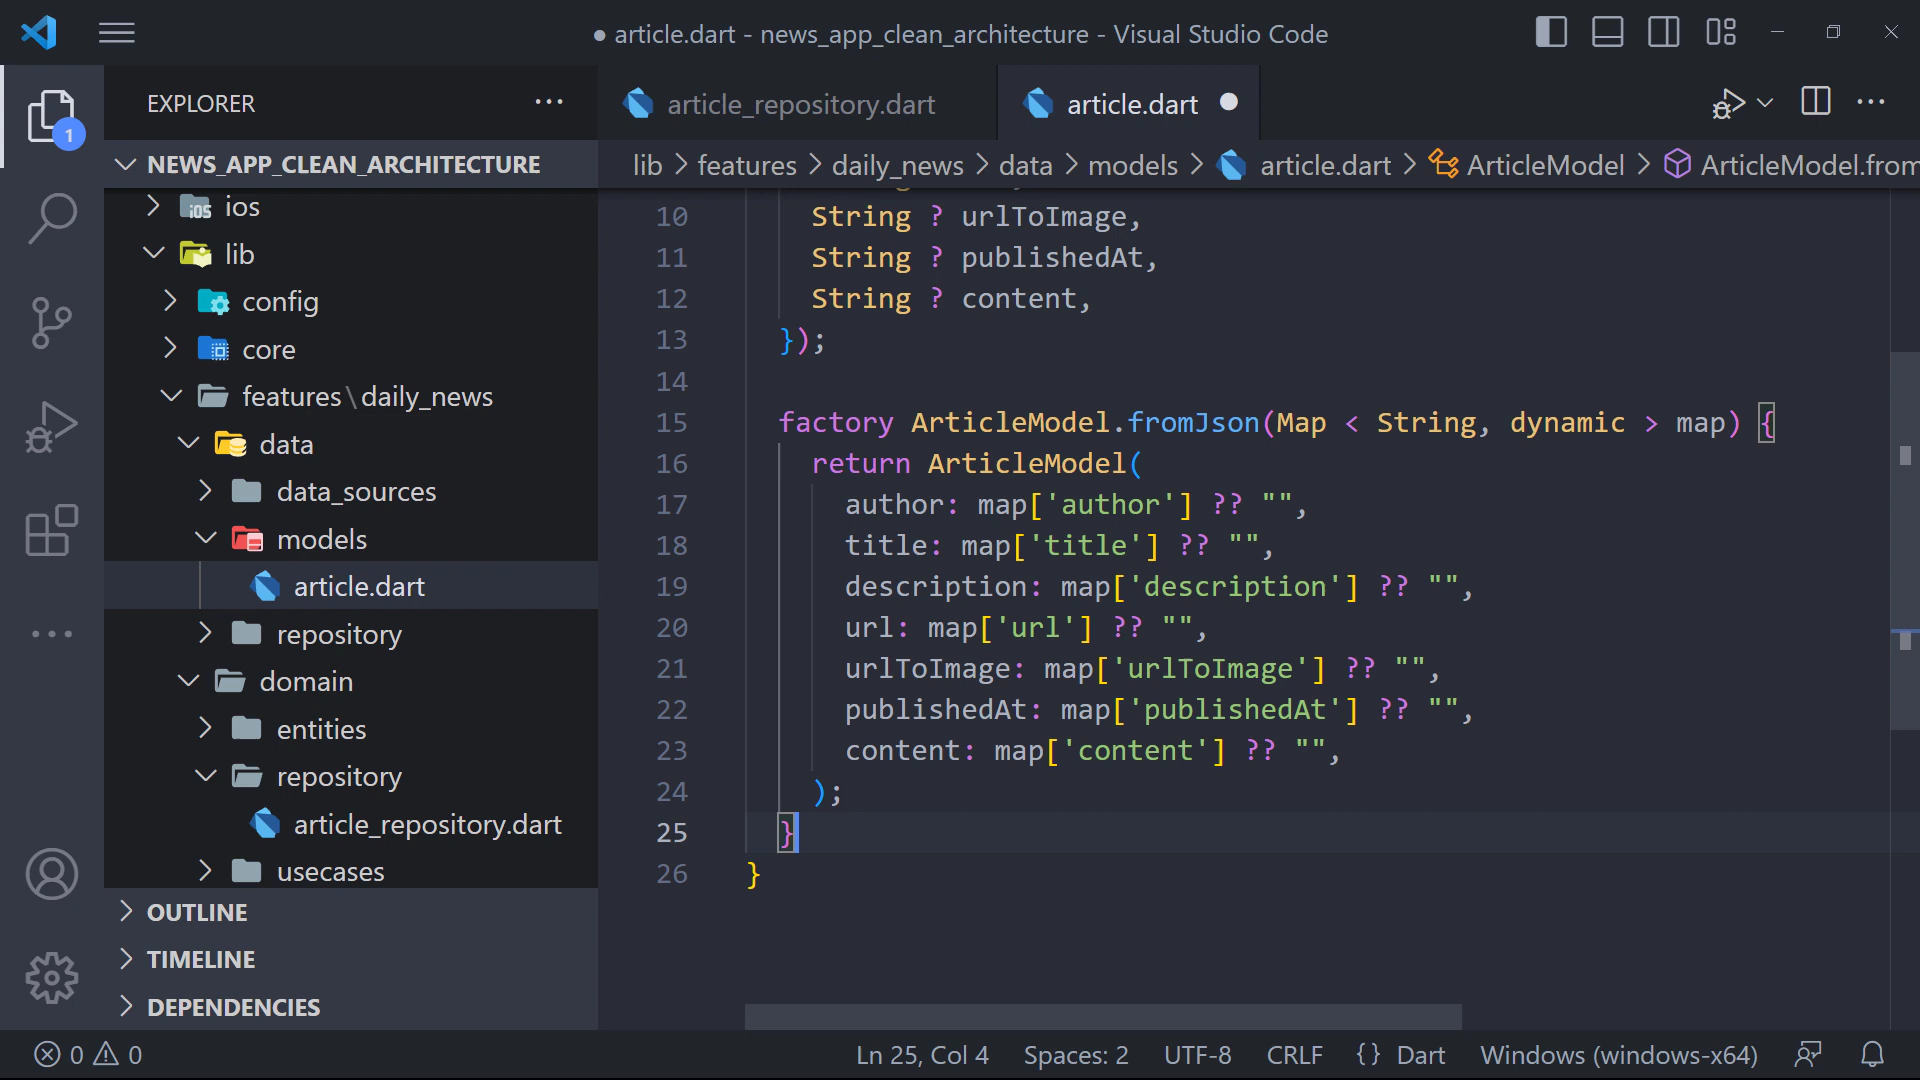 ● article.dart - news_app_clean_architecture - Visual Studio Code
EXPLORER
article_repository.dart
article.dart
1
NEWS_APP_CLEAN_ARCHITECTURE
lib > features > daily_news > data > models > article.dart > ArticleModel > ArticleModel.from
ios
lib
config
core
features\daily_news
data
data_sources
models
article.dart
repository
domain
entities
repository
article_repository.dart
usecases
OUTLINE
TIMELINE
DEPENDENCIES
10 String ? urlToImage,
11 String ? publishedAt,
12 String ? content,
13 });
14
15 factory ArticleModel.fromJson(Map < String, dynamic > map) {
16 return ArticleModel(
17 author: map['author'] ?? "",
18 title: map['title'] ?? "",
19 description: map['description'] ?? "",
20 url: map['url'] ?? "",
21 urlToImage: map['urlToImage'] ?? "",
22 publishedAt: map['publishedAt'] ?? "",
23 content: map['content'] ?? "",
24 );
25 }
26 }
0 0
Ln 25, Col 4 Spaces: 2 UTF-8 CRLF {} Dart Windows (windows-x64)